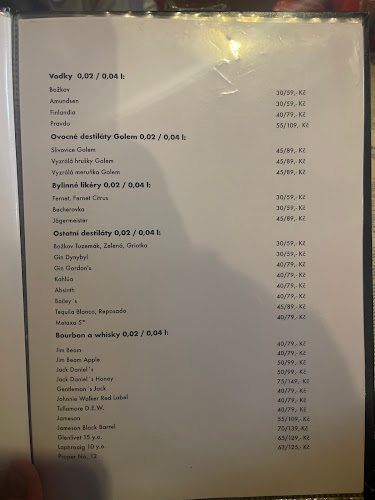 Vodky 0,02 / 0,04 l:
Božkov 30/59,-Kč
Amundsen 30/59,-Kč
Finlandia 40/79,-Kč
Pravda 55/109,-Kč
Ovocné destiláty Golem 0,02 / 0,04 l:
Slivovice Golem 45/89,-Kč
Vyzrálá hruška Golem 45/89,-Kč
Vyzrálá meruňka Golem 45/89,-Kč
Bylinné likéry 0,02 / 0,04 l:
Fernet, Fernet Citrus 30/59,-Kč
Becherovka 30/59,-Kč
Jägermeister 45/89,-Kč
Ostatní destiláty 0,02 / 0,04 l:
Božkov Tuzemák, Zelená, Griotka 30/59,-Kč
Gin Dynybyl 30/59,-Kč
Gin Gordon's 40/79,-Kč
Kahlúa 40/79,-Kč
Absinth 40/79,-Kč
Bailey´s 40/79,-Kč
Tequila Blanco, Reposado 45/89,-Kč
Metaxa 5* 40/79,-Kč
Bourbon a whisky 0,02 / 0,04 l:
Jim Beam 40/79,-Kč
Jim Beam Apple 40/79,-Kč
Jack Daniel´s 50/99,-Kč
Jack Daniel´s Honey 50/99,-Kč
Gentleman´s Jack 75/149,-Kč
Johnnie Walker Red Label 40/79,-Kč
Tullamore D.E.W. 40/79,-Kč
Jameson 40/79,-Kč
Jameson Black Barrel 55/109,-Kč
Glenlivet 15 y.o. 70/139,-Kč
Laphroaig 10 y.o. 65/129,-Kč
No. 12 63/125,-Kč